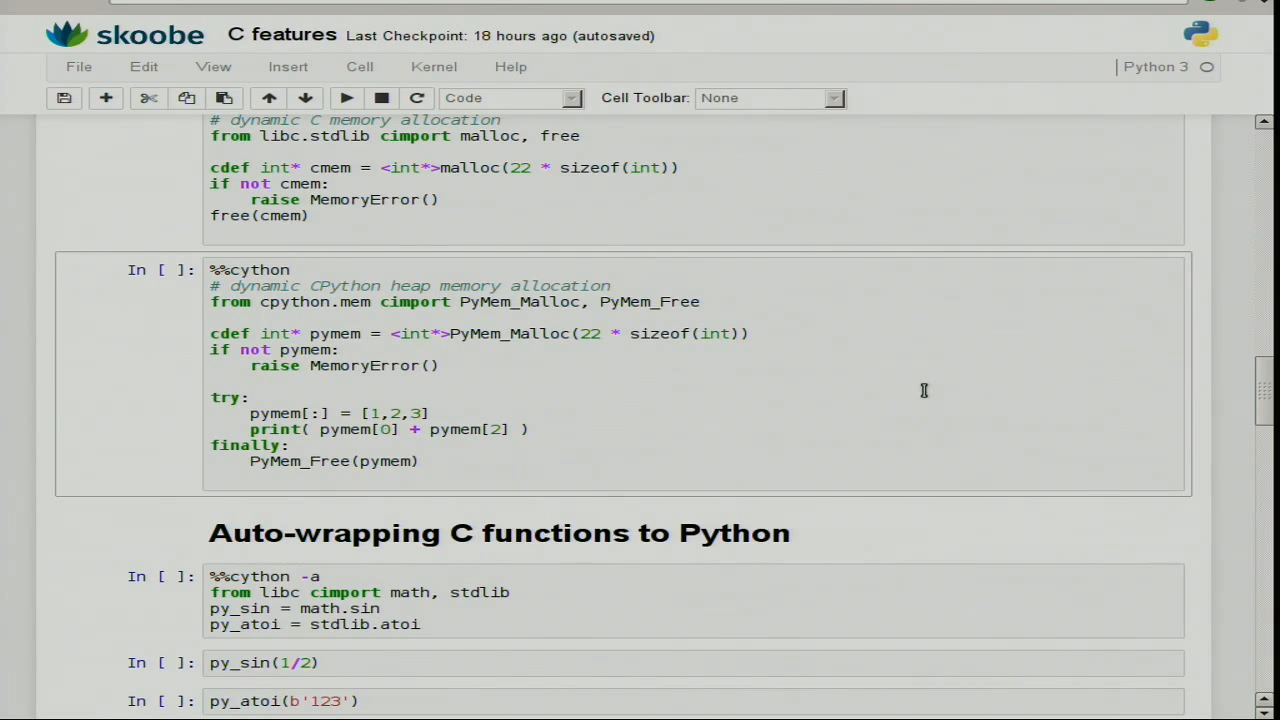 skoobe C features Last Checkpoint: 18 hours ago (autosaved)
File Edit View Insert Cell Kernel Help Python 3
Code Cell Toolbar: None
# dynamic C memory allocation
from libc.stdlib cimport malloc, free
cdef int* cmem = <int*>malloc(22 * sizeof(int))
if not cmem:
    raise MemoryError()
free(cmem)
In [ ]: %%cython
# dynamic CPython heap memory allocation
from cpython.mem cimport PyMem_Malloc, PyMem_Free
cdef int* pymem = <int*>PyMem_Malloc(22 * sizeof(int))
if not pymem:
    raise MemoryError()
try:
    pymem[:] = [1,2,3]
    print( pymem[0] + pymem[2] )
finally:
    PyMem_Free(pymem)
Auto-wrapping C functions to Python
In [ ]: %%cython -a
from libc cimport math, stdlib
py_sin = math.sin
py_atoi = stdlib.atoi
In [ ]: py_sin(1/2)
In [ ]: py_atoi(b'123')